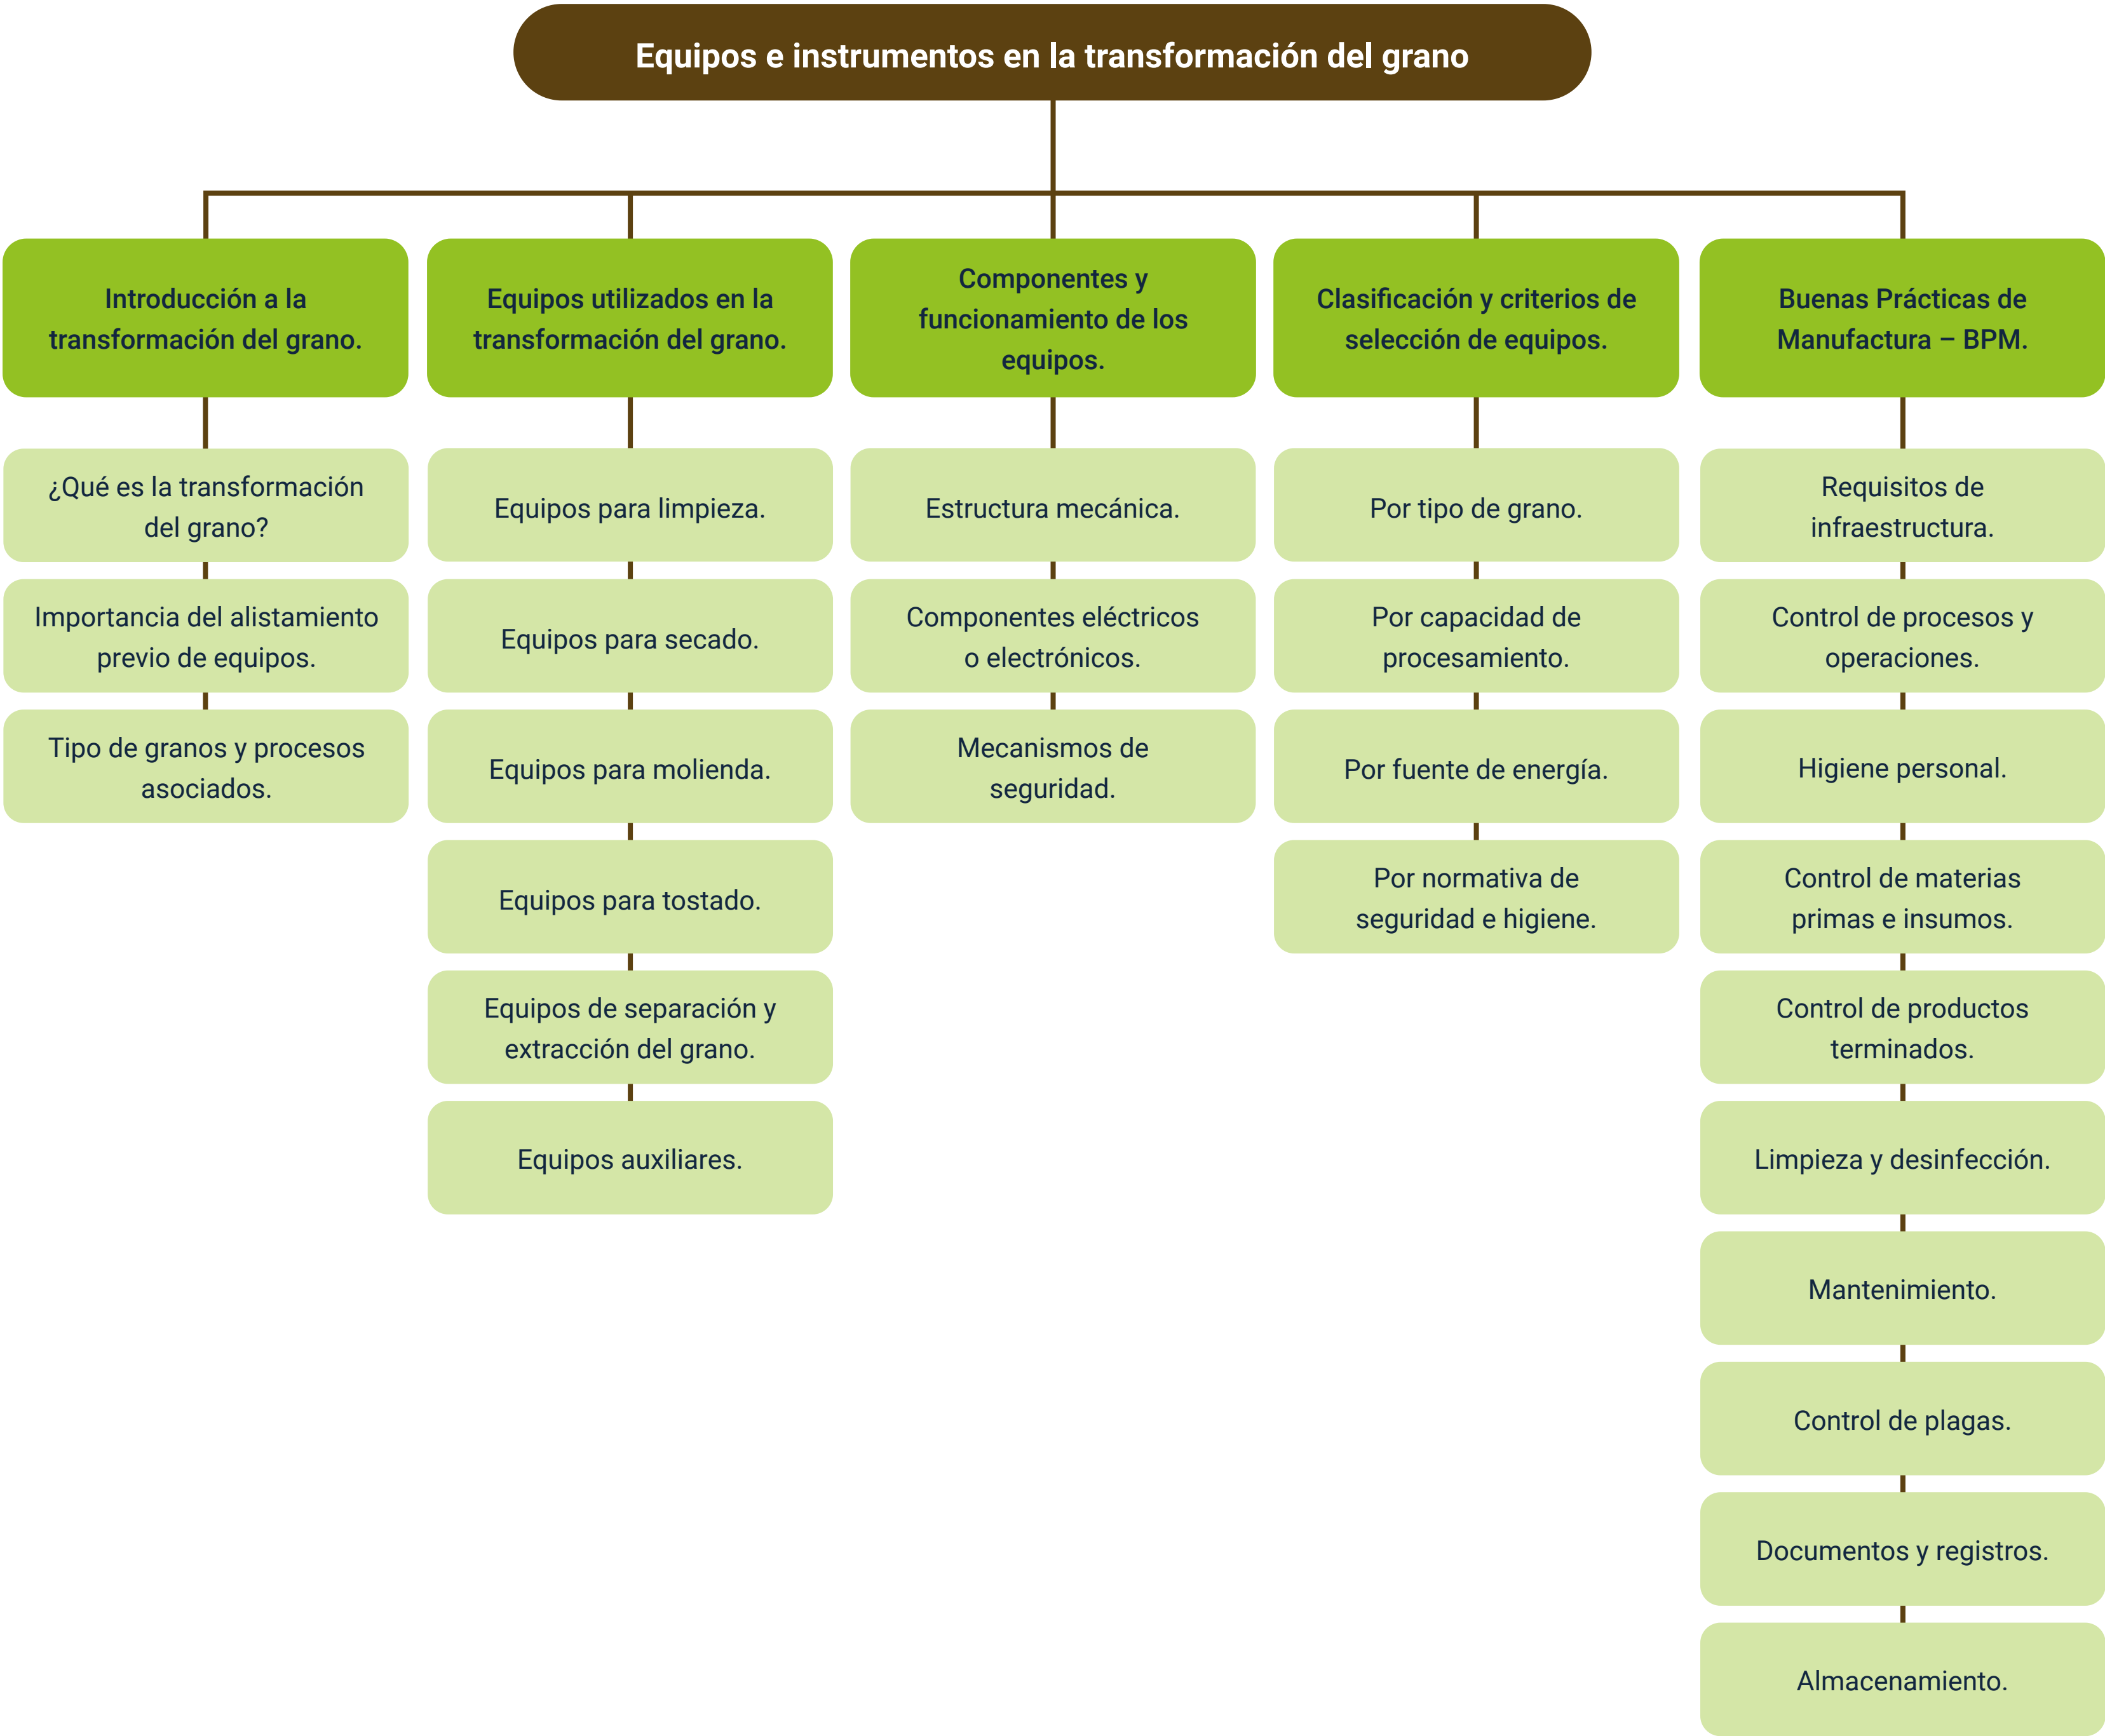 Equipos e instrumentos en la transformación del grano
Introducción a la
transformación del grano.
¿Qué es la transformación
del grano?
Importancia del alistamiento
previo de equipos.
Tipo de granos y procesos
asociados.
Equipos utilizados en la
transformación del grano.
Equipos para limpieza.
Equipos para secado.
Equipos para molienda.
Equipos para tostado.
Equipos de separación y
extracción del grano.
Equipos auxiliares.
Componentes y
funcionamiento de los
equipos.
Estructura mecánica.
Componentes eléctricos
o electrónicos.
Mecanismos de
seguridad.
Clasificación y criterios de
selección de equipos.
Por tipo de grano.
Por capacidad de
procesamiento.
Por fuente de energía.
Por normativa de
seguridad e higiene.
Buenas Prácticas de
Manufactura – BPM.
Requisitos de
infraestructura.
Control de procesos y
operaciones.
Higiene personal.
Control de materias
primas e insumos.
Control de productos
terminados.
Limpieza y desinfección.
Mantenimiento.
Control de plagas.
Documentos y registros.
Almacenamiento.